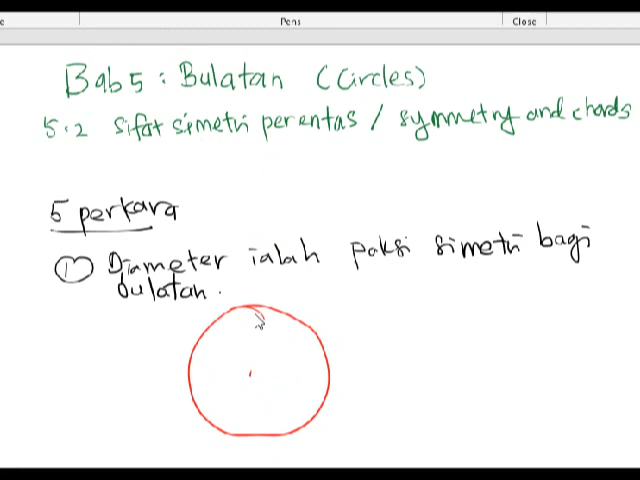 Pens Close
Bab 5 : Bulatan (Circles)
5.2 Sifat simetri perentas / symmetry and chords
5 perkara
① Diameter ialah paksi simetri bagi
bulatan.